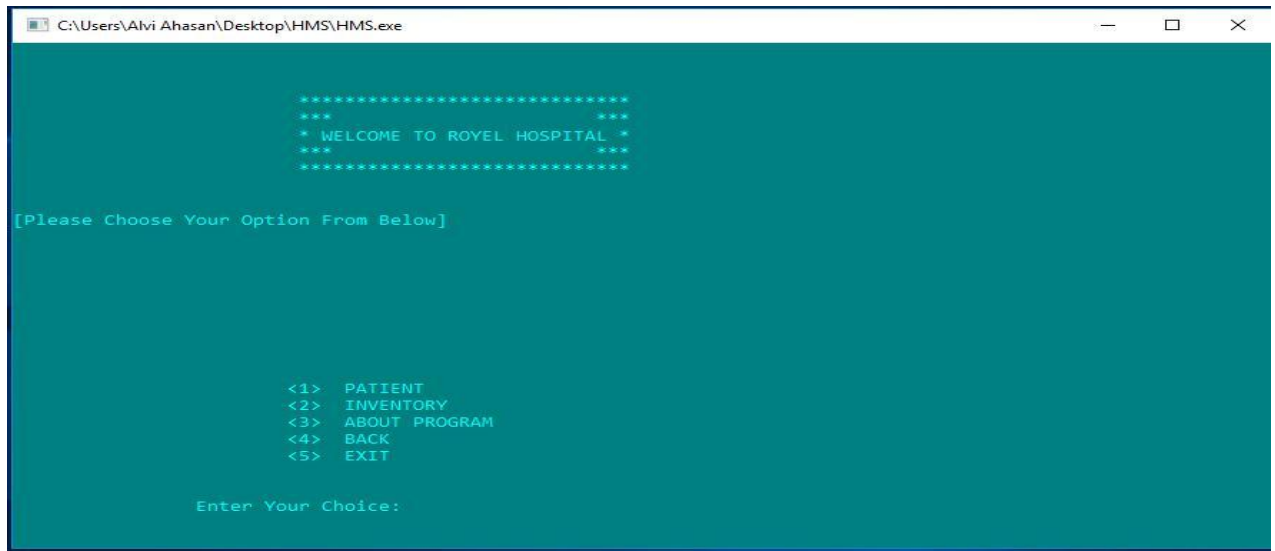 C:\Users\Alvi Ahasan\Desktop\HMS\HMS.exe
*****************************
*** ***
* WELCOME TO ROYEL HOSPITAL *
*** ***
*****************************
[Please Choose Your Option From Below]
<1> PATIENT
<2> INVENTORY
<3> ABOUT PROGRAM
<4> BACK
<5> EXIT
Enter Your Choice: